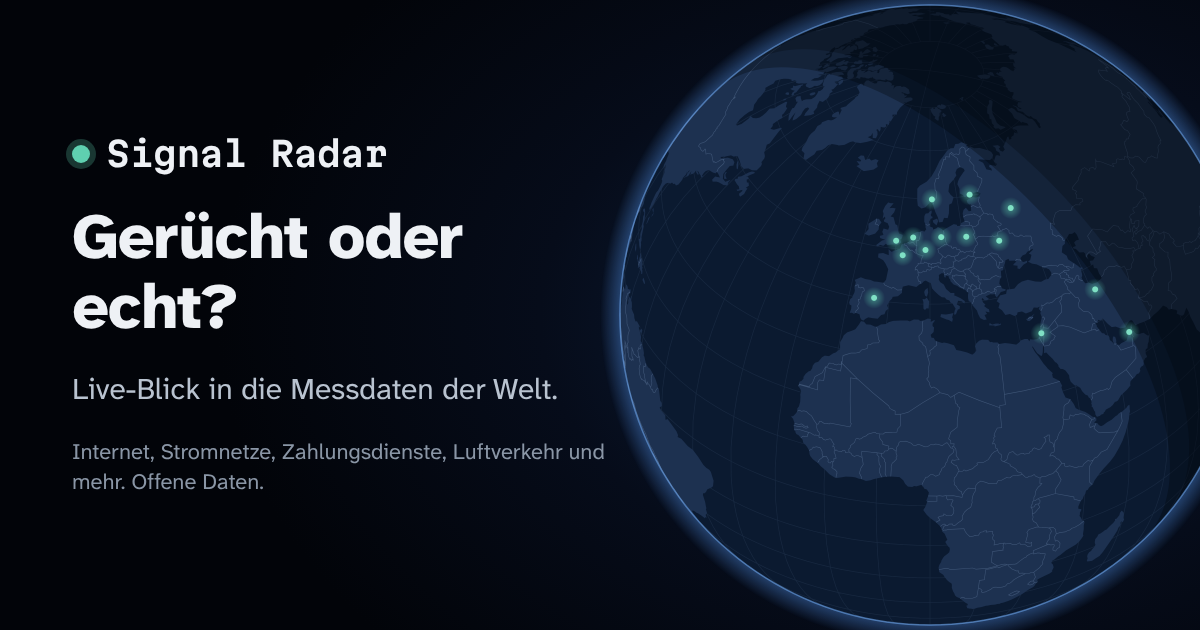 Signal Radar
Gerücht oder
echt?
Live-Blick in die Messdaten der Welt.
Internet, Stromnetze, Zahlungsdienste, Luftverkehr und
mehr. Offene Daten.